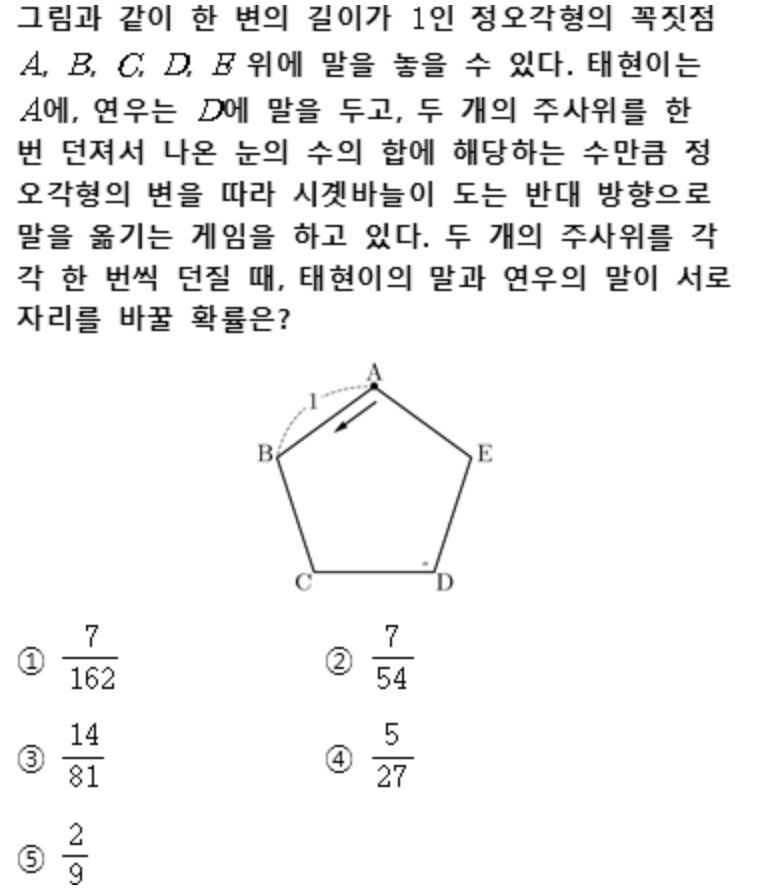 그림과 같이 한 변의 길이가 1인 정오각형의 꼭짓점
A, B, C, D, E 위에 말을 놓을 수 있다. 태현이는
A에, 연우는 D에 말을 두고, 두 개의 주사위를 한
번 던져서 나온 눈의 수의 합에 해당하는 수만큼 정
오각형의 변을 따라 시곗바늘이 도는 반대 방향으로
말을 옮기는 게임을 하고 있다. 두 개의 주사위를 각
각 한 번씩 던질 때, 태현이의 말과 연우의 말이 서로
자리를 바꿀 확률은?
A
1
B
E
C
D
① 7/162
② 7/54
③ 14/81
④ 5/27
⑤ 2/9